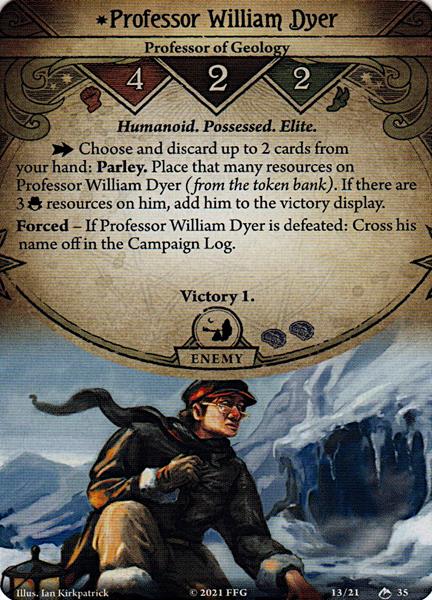 Professor William Dyer
Professor of Geology
4 2 2
Humanoid. Possessed. Elite.
Choose and discard up to 2 cards from
your hand: Parley. Place that many resources on
Professor William Dyer (from the token bank). If there are
3 resources on him, add him to the victory display.
Forced – If Professor William Dyer is defeated: Cross his
name off in the Campaign Log.
Victory 1.
ENEMY
Illus. Ian Kirkpatrick © 2021 FFG 13/21 35